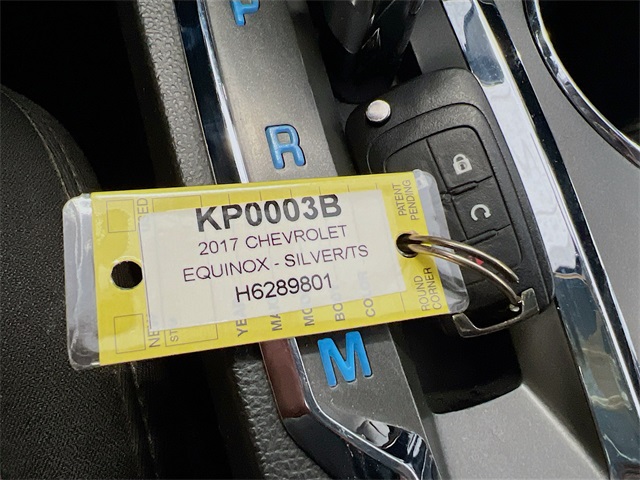 P
R
M
KP0003B
2017 CHEVROLET
EQUINOX - SILVER/TS
H6289801
PATENT
PENDING
ROUND
CORNER